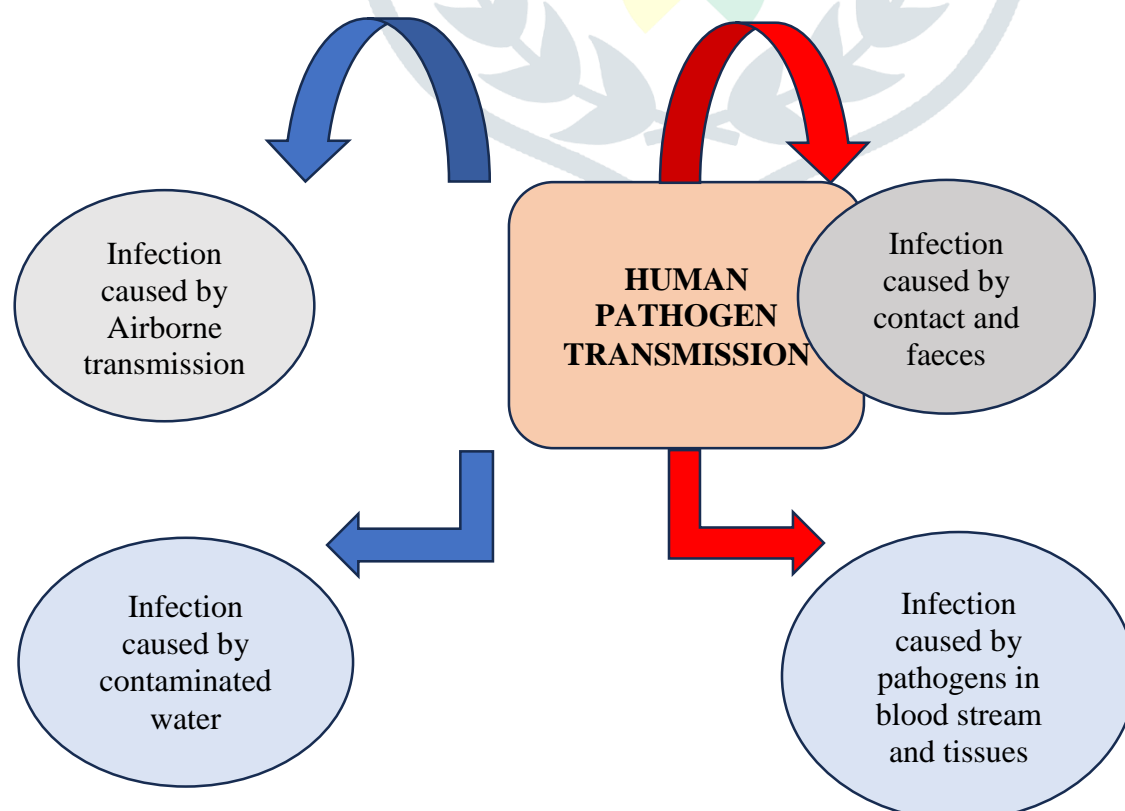 Infection
caused by
Airborne
transmission
HUMAN
PATHOGEN
TRANSMISSION
Infection
caused by
contact and
faeces
Infection
caused by
contaminated
water
Infection
caused by
pathogens in
blood stream
and tissues